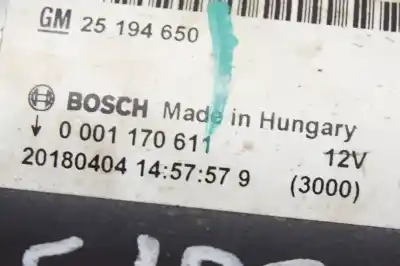 GM 25 194 650
BOSCH Made in Hungary
0 001 170 611 12V
20180404 14:57:57 9 (3000)